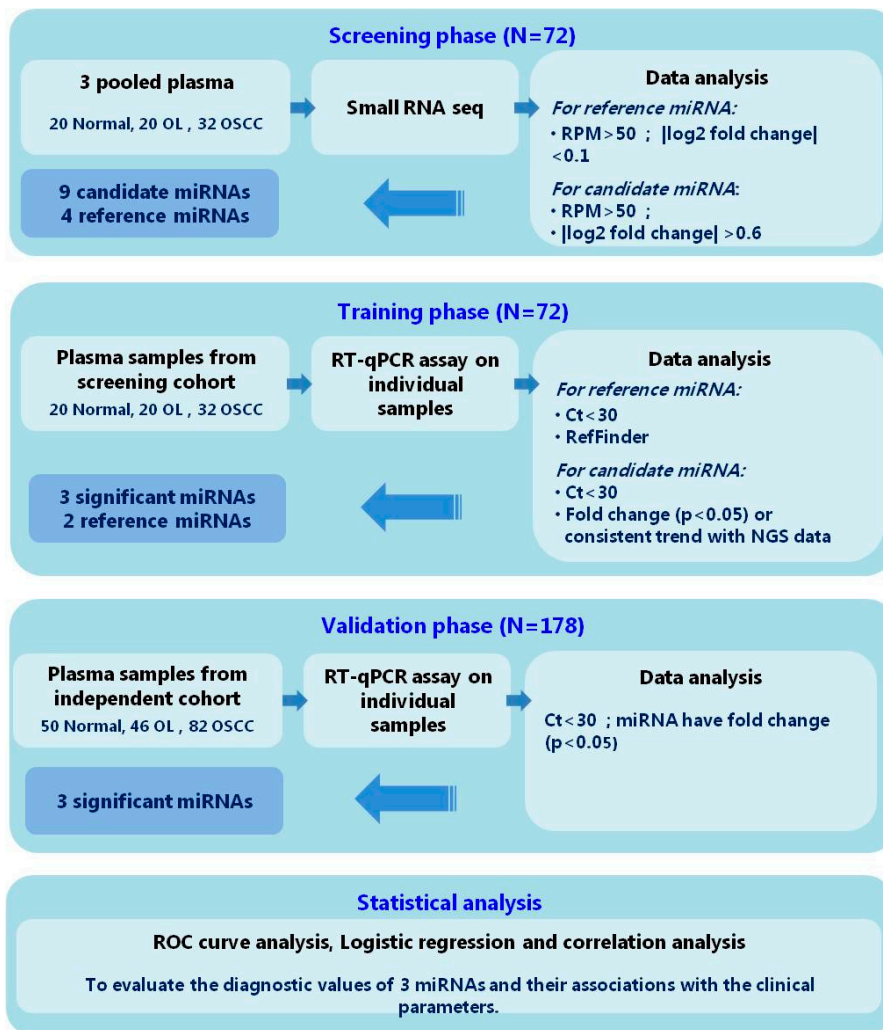 Screening phase (N=72)
3 pooled plasma
20 Normal, 20 OL , 32 OSCC
Small RNA seq
Data analysis
For reference miRNA:
• RPM>50 ; |log2 fold change|
<0.1
For candidate miRNA:
• RPM>50 ;
• |log2 fold change| >0.6
9 candidate miRNAs
4 reference miRNAs
Training phase (N=72)
Plasma samples from
screening cohort
20 Normal, 20 OL , 32 OSCC
RT-qPCR assay on
individual
samples
Data analysis
For reference miRNA:
• Ct<30
• RefFinder
For candidate miRNA:
• Ct<30
• Fold change (p<0.05) or
consistent trend with NGS data
3 significant miRNAs
2 reference miRNAs
Validation phase (N=178)
Plasma samples from
independent cohort
50 Normal, 46 OL , 82 OSCC
RT-qPCR assay on
individual
samples
Data analysis
Ct<30 ; miRNA have fold change
(p<0.05)
3 significant miRNAs
Statistical analysis
ROC curve analysis, Logistic regression and correlation analysis
To evaluate the diagnostic values of 3 miRNAs and their associations with the clinical
parameters.